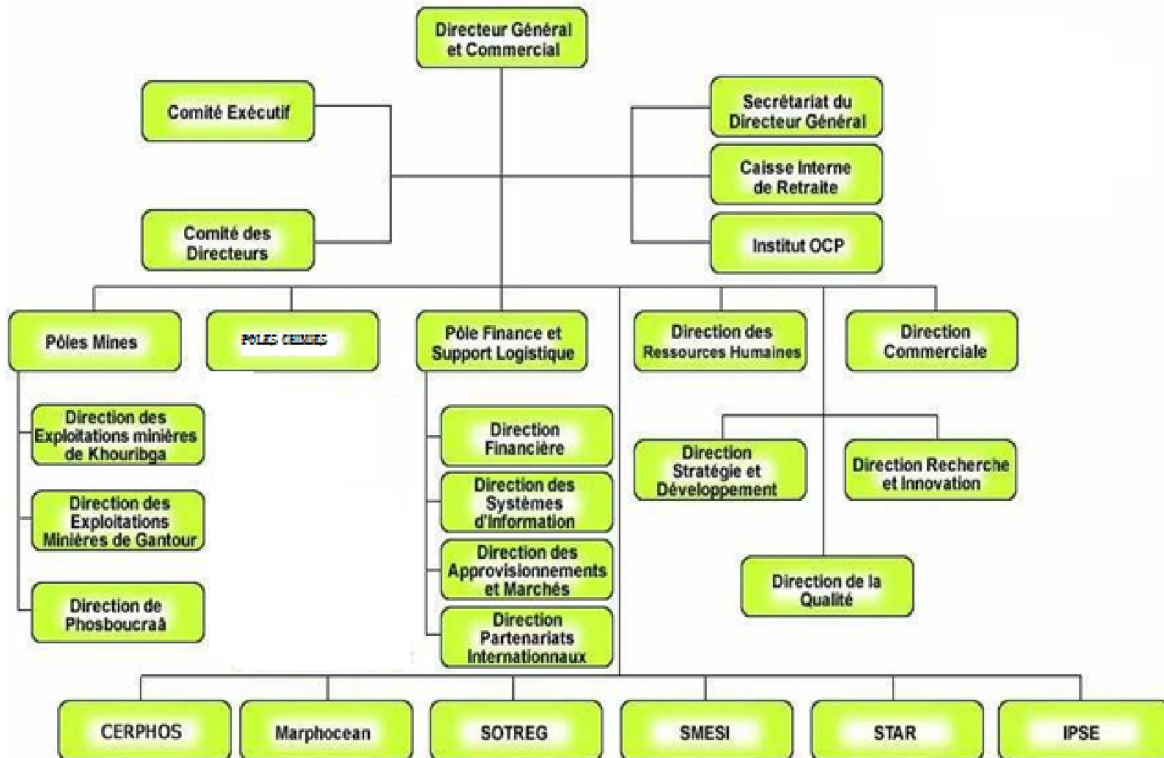 Directeur Général
et Commercial
Comité Exécutif
Secrétariat du
Directeur Général
Caisse Interne
de Retraite
Comité des
Directeurs
Institut OCP
Pôles Mines
POLES CHIMIES
Pôle Finance et
Support Logistique
Direction des
Ressources Humaines
Direction
Commerciale
Direction des
Exploitations minières
de Khouribga
Direction
Financière
Direction
Stratégie et
Développement
Direction Recherche
et Innovation
Direction des
Exploitations
Minières de Gantour
Direction des
Systèmes
d'Information
Direction des
Approvisionnements
et Marchés
Direction de la
Qualité
Direction de
Phosboucraâ
Direction
Partenariats
Internationnaux
CERPHOS
Marphocean
SOTREG
SMESI
STAR
IPSE